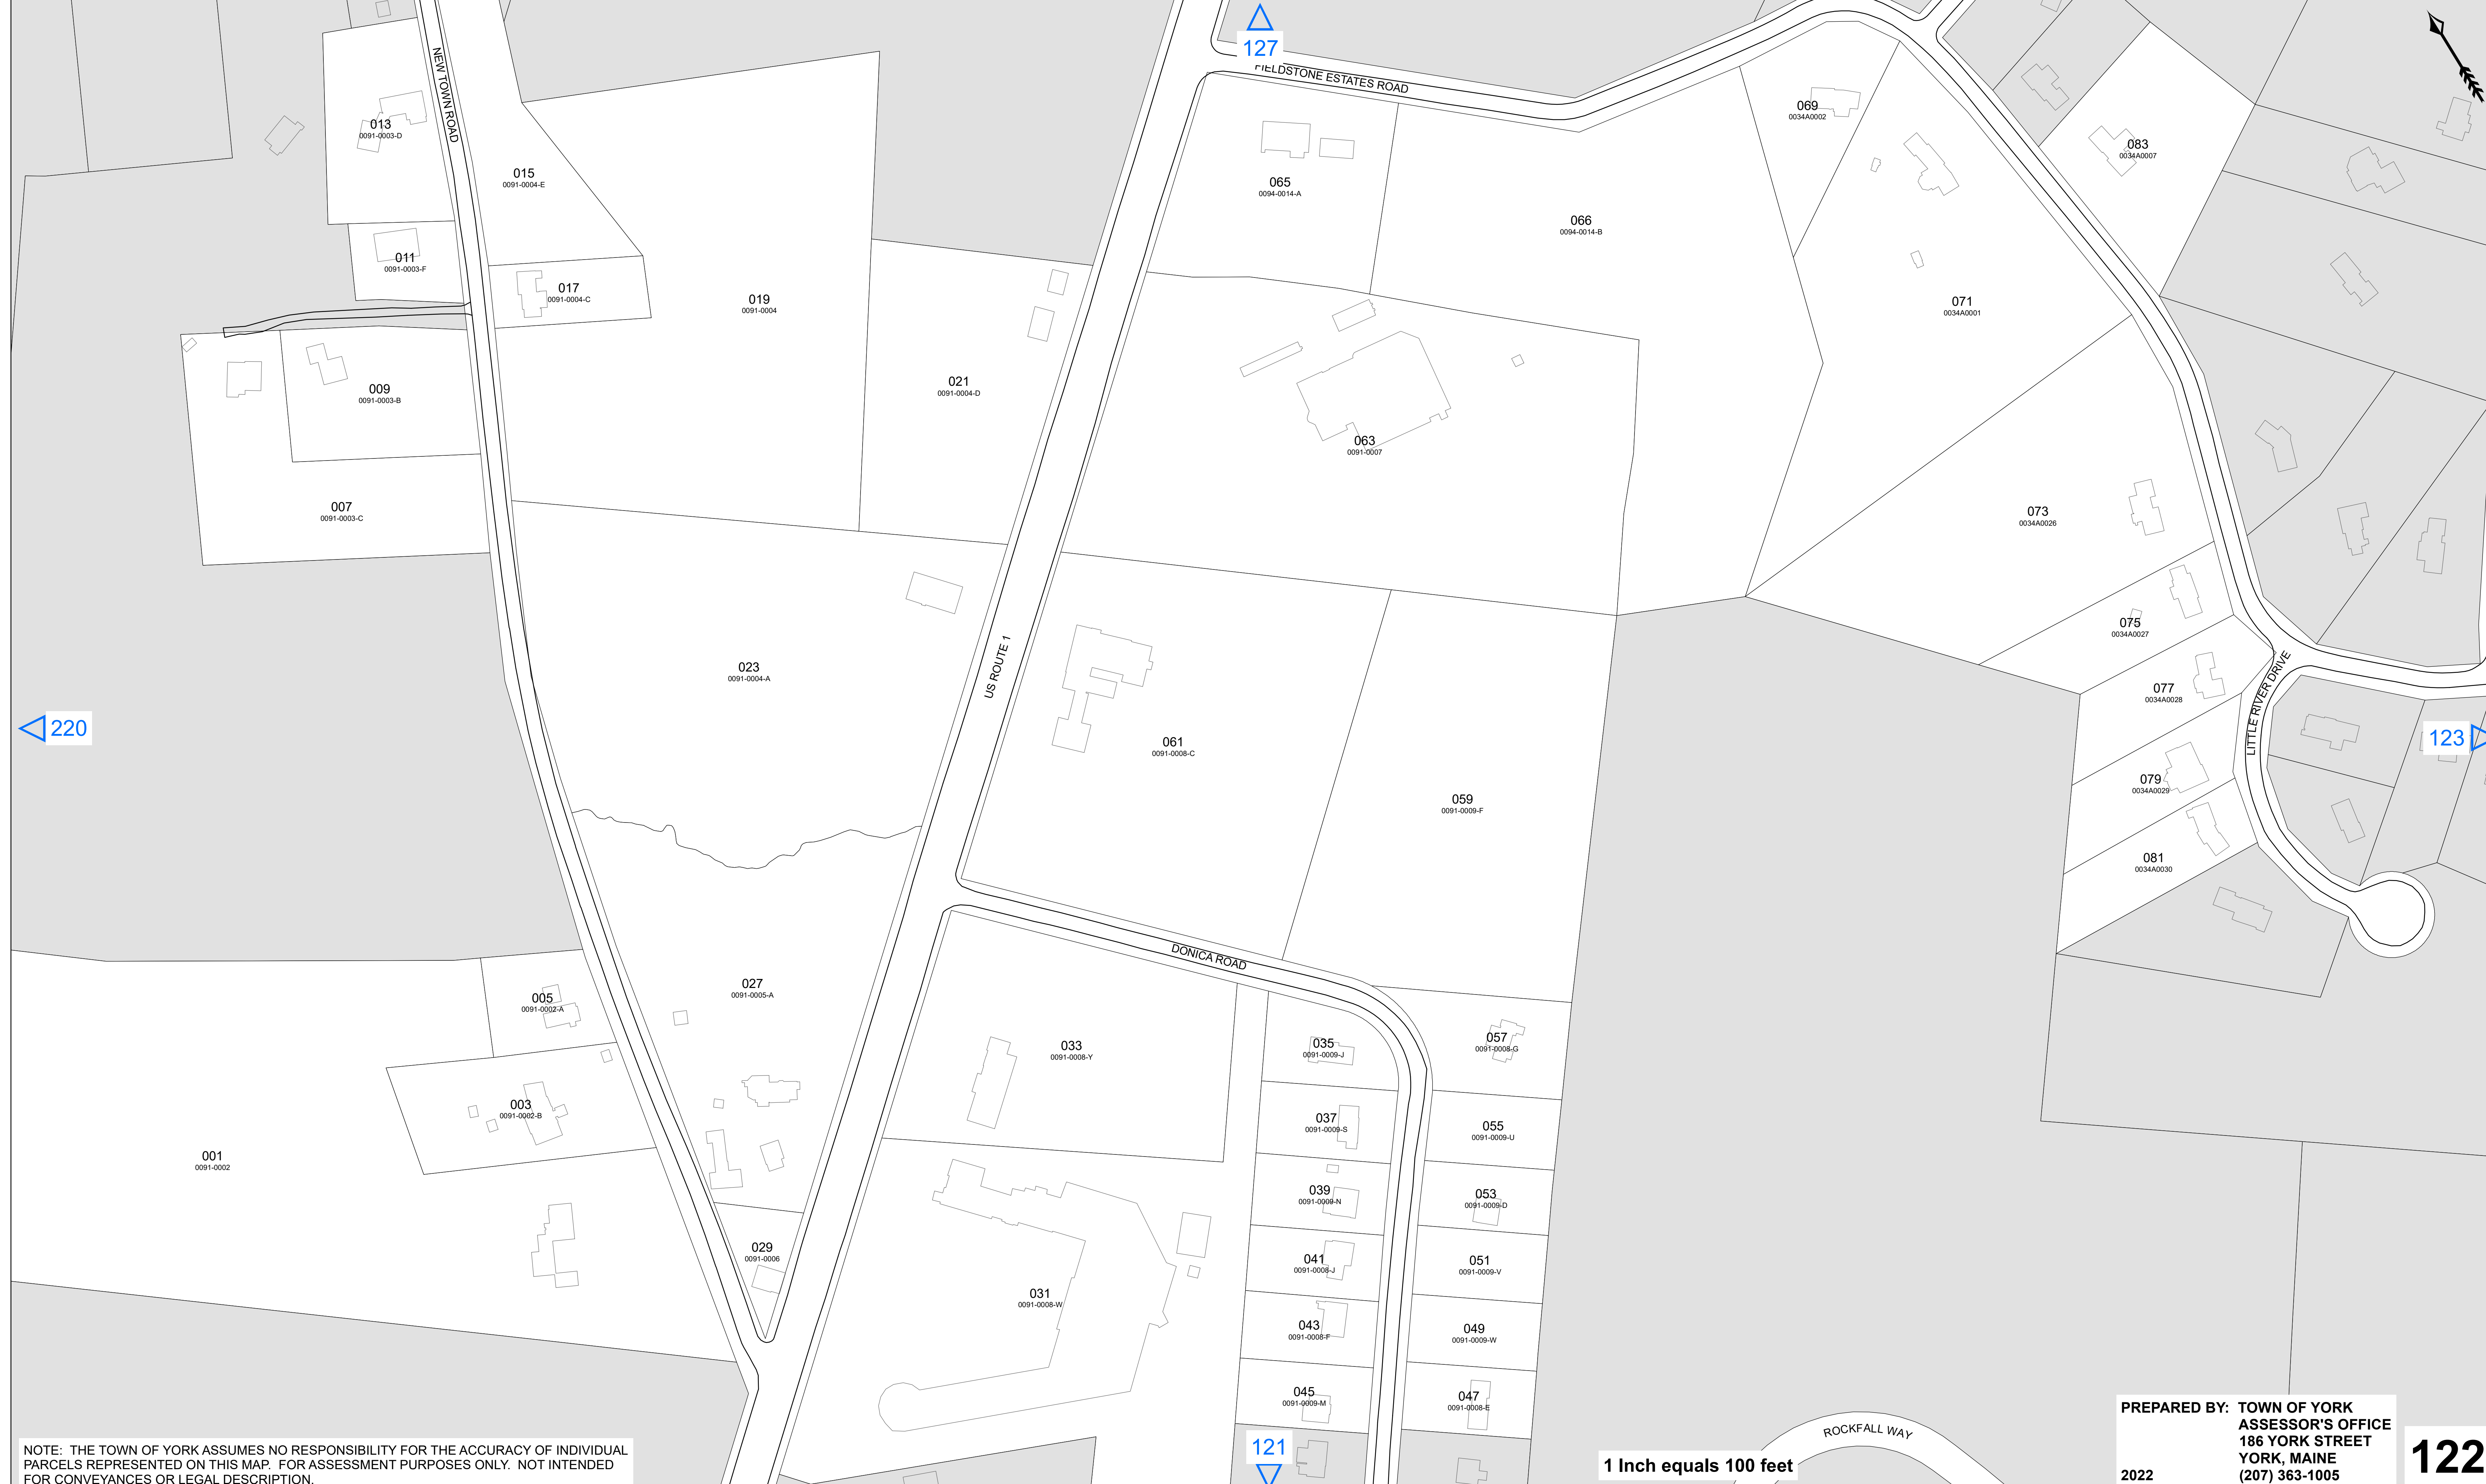 127
NEW TOWN ROAD
FIELDSTONE ESTATES ROAD
013
0091-0003-D
069
0034A0002
083
0034A0007
015
0091-0004-E
065
0094-0014-A
066
0094-0014-B
011
0091-0003-F
017
0091-0004-C
019
0091-0004
071
0034A0001
009
0091-0003-B
021
0091-0004-D
063
0091-0007
007
0091-0003-C
073
0034A0026
075
0034A0027
023
0091-0004-A
US ROUTE 1
077
0034A0028
LITTLE RIVER DRIVE
220
061
0091-0008-C
123
079
0034A0029
059
0091-0009-F
081
0034A0030
DONICA ROAD
027
0091-0005-A
005
0091-0002-A
033
0091-0008-Y
035
0091-0009-J
057
0091-0008-G
003
0091-0002-B
037
0091-0009-S
055
0091-0009-U
001
0091-0002
039
0091-0009-N
053
0091-0009-D
029
0091-0006
041
0091-0008-J
051
0091-0009-V
031
0091-0008-W
043
0091-0008-F
049
0091-0009-W
045
0091-0009-M
047
0091-0008-E
121
ROCKFALL WAY
NOTE: THE TOWN OF YORK ASSUMES NO RESPONSIBILITY FOR THE ACCURACY OF INDIVIDUAL
PARCELS REPRESENTED ON THIS MAP. FOR ASSESSMENT PURPOSES ONLY. NOT INTENDED
FOR CONVEYANCES OR LEGAL DESCRIPTION.
1 Inch equals 100 feet
PREPARED BY: TOWN OF YORK
ASSESSOR'S OFFICE
186 YORK STREET
YORK, MAINE
2022 (207) 363-1005
122